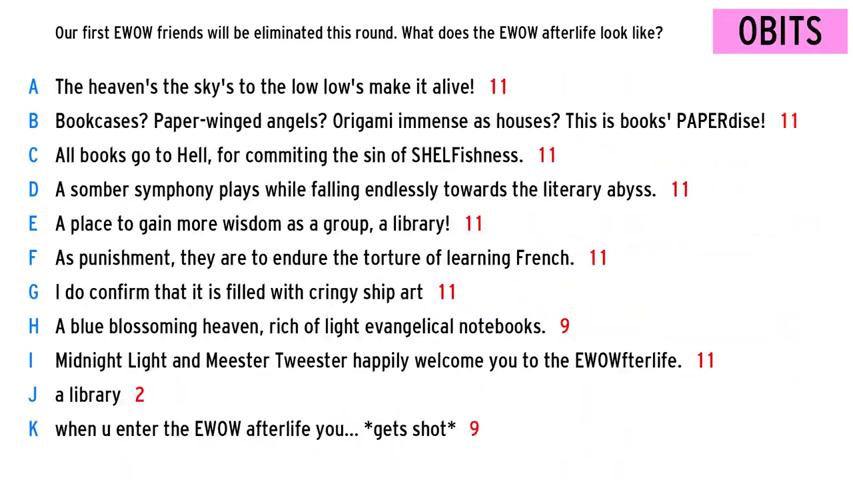 Our first EWOW friends will be eliminated this round. What does the EWOW afterlife look like?
OBITS
A The heaven's the sky's to the low low's make it alive! 11
B Bookcases? Paper-winged angels? Origami immense as houses? This is books' PAPERdise! 11
C All books go to Hell, for commiting the sin of SHELFishness. 11
D A somber symphony plays while falling endlessly towards the literary abyss. 11
E A place to gain more wisdom as a group, a library! 11
F As punishment, they are to endure the torture of learning French. 11
G I do confirm that it is filled with cringy ship art 11
H A blue blossoming heaven, rich of light evangelical notebooks. 9
I Midnight Light and Meester Tweester happily welcome you to the EWOWfterlife. 11
J a library 2
K when u enter the EWOW afterlife you... *gets shot* 9